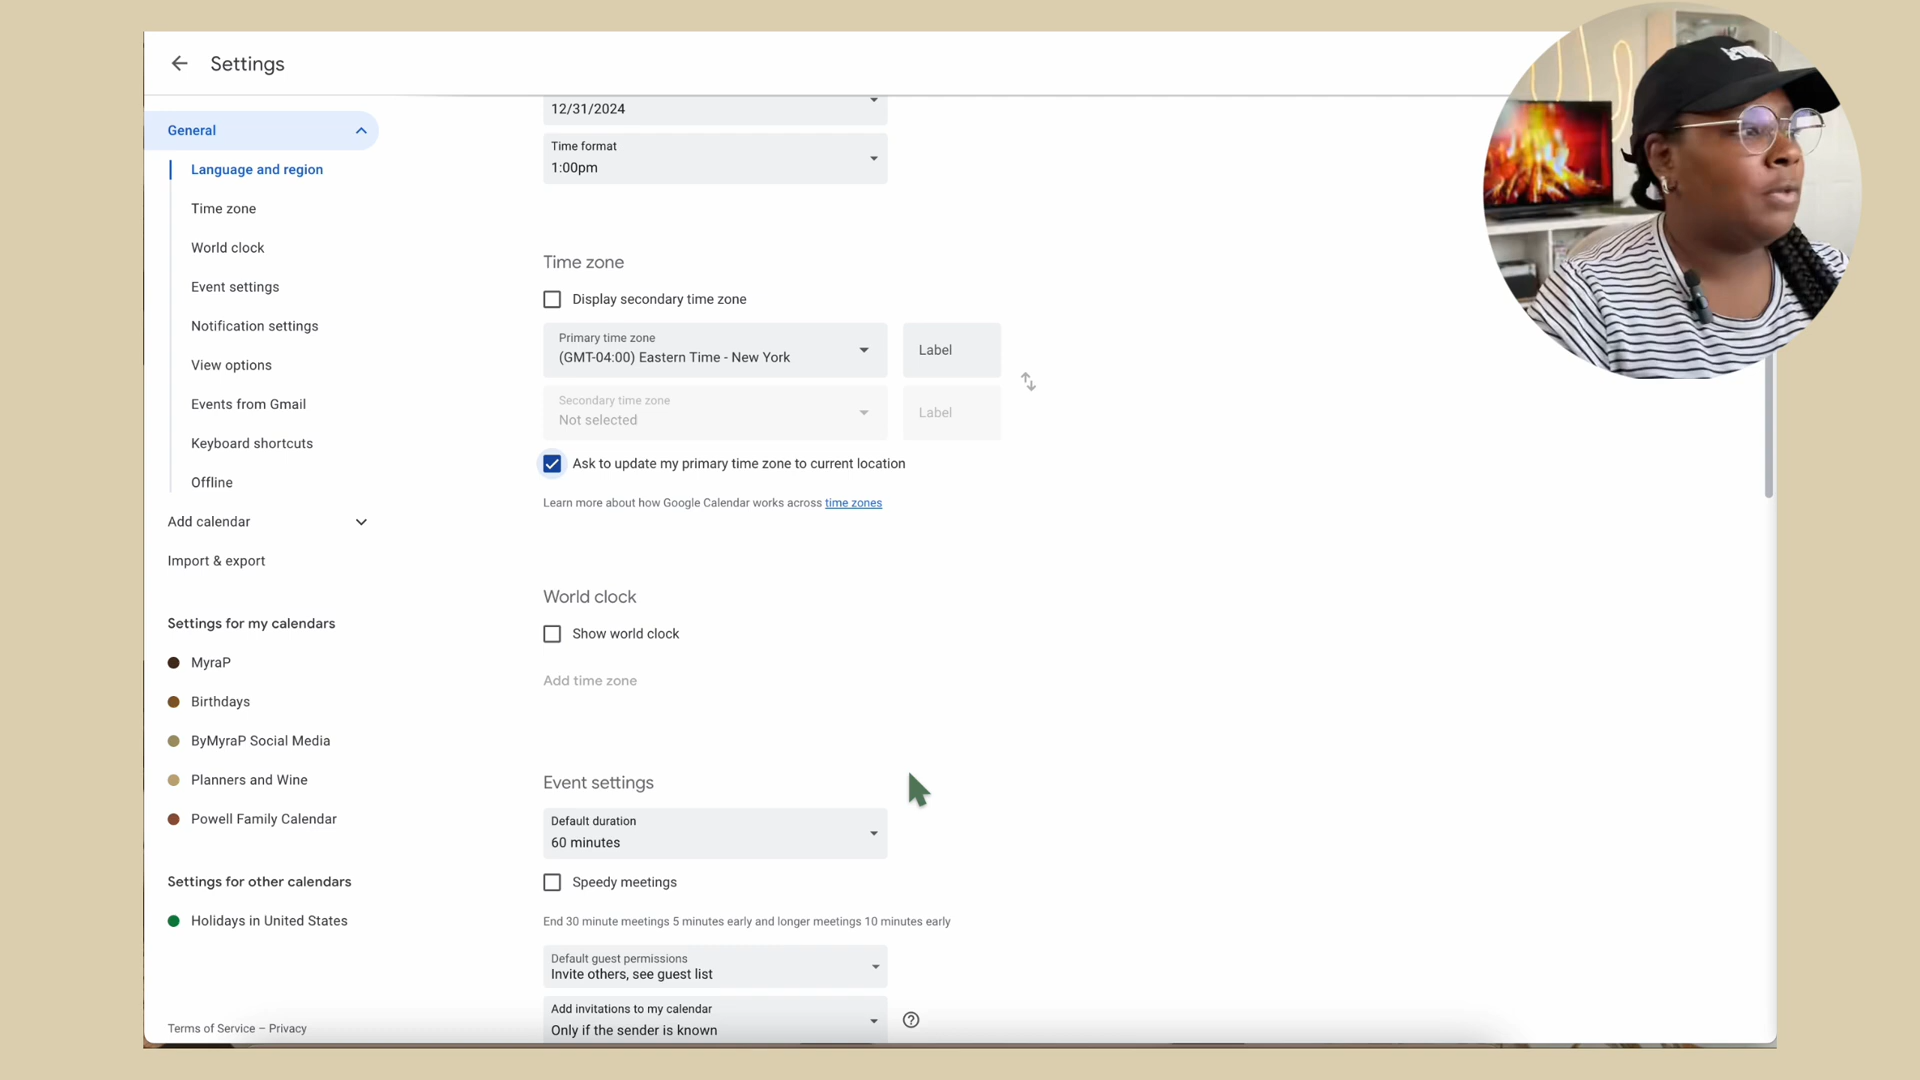 Settings
General
Language and region
Time zone
World clock
Event settings
Notification settings
View options
Events from Gmail
Keyboard shortcuts
Offline
Add calendar
Import & export
Settings for my calendars
MyraP
Birthdays
ByMyraP Social Media
Planners and Wine
Powell Family Calendar
Settings for other calendars
Holidays in United States
Terms of Service – Privacy
12/31/2024
Time format
1:00pm
Time zone
Display secondary time zone
Primary time zone
(GMT-04:00) Eastern Time - New York
Label
Secondary time zone
Not selected
Label
Ask to update my primary time zone to current location
Learn more about how Google Calendar works across time zones
World clock
Show world clock
Add time zone
Event settings
Default duration
60 minutes
Speedy meetings
End 30 minute meetings 5 minutes early and longer meetings 10 minutes early
Default guest permissions
Invite others, see guest list
Add invitations to my calendar
Only if the sender is known